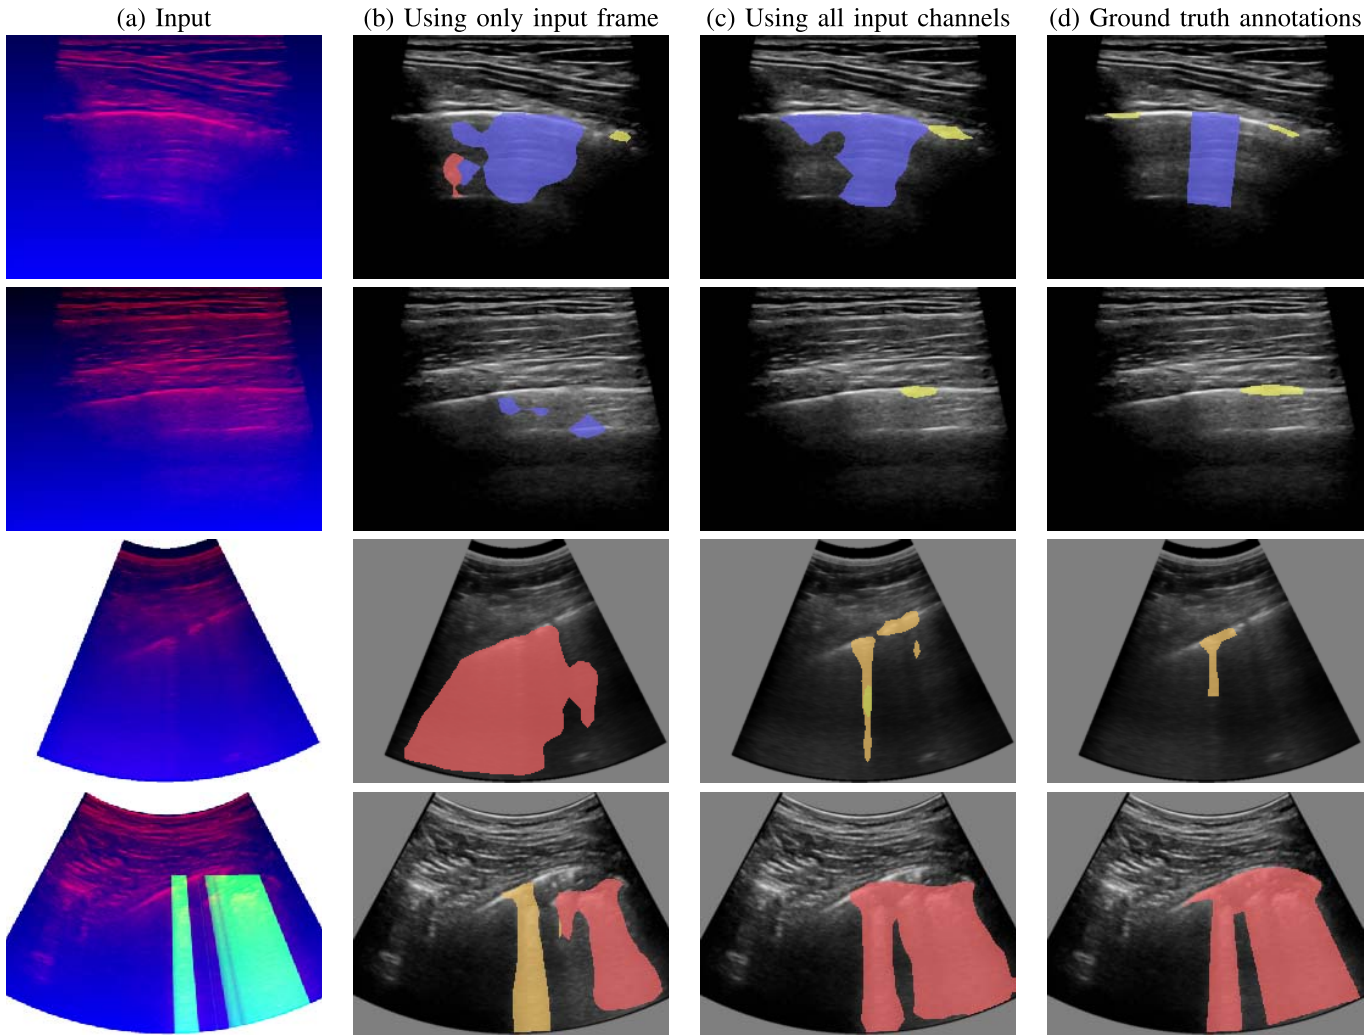 (a) Input
(b) Using only input frame
(c) Using all input channels
(d) Ground truth annotations